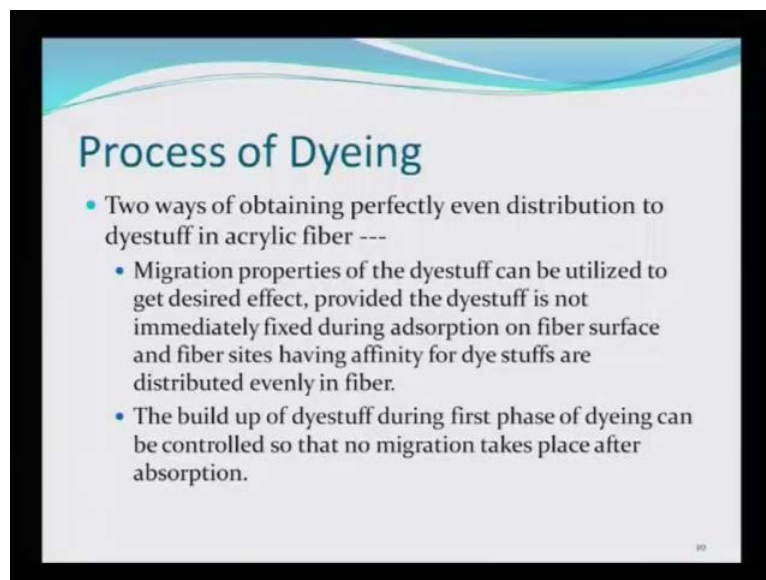 Process of Dyeing
Two ways of obtaining perfectly even distribution to
dyestuff in acrylic fiber ---
Migration properties of the dyestuff can be utilized to
get desired effect, provided the dyestuff is not
immediately fixed during adsorption on fiber surface
and fiber sites having affinity for dye stuffs are
distributed evenly in fiber.
The build up of dyestuff during first phase of dyeing can
be controlled so that no migration takes place after
absorption.